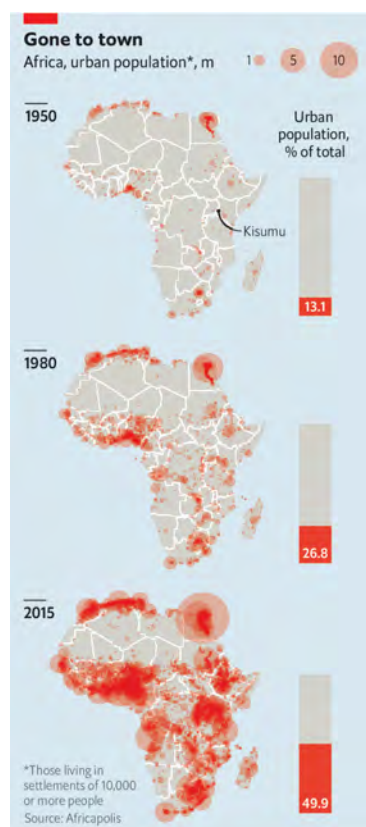 Gone to town
Africa, urban population*, m
1
5
10
1950
Urban
population,
% of total
Kisumu
13.1
1980
26.8
2015
49.9
*Those living in
settlements of 10,000
or more people
Source: Africapolis